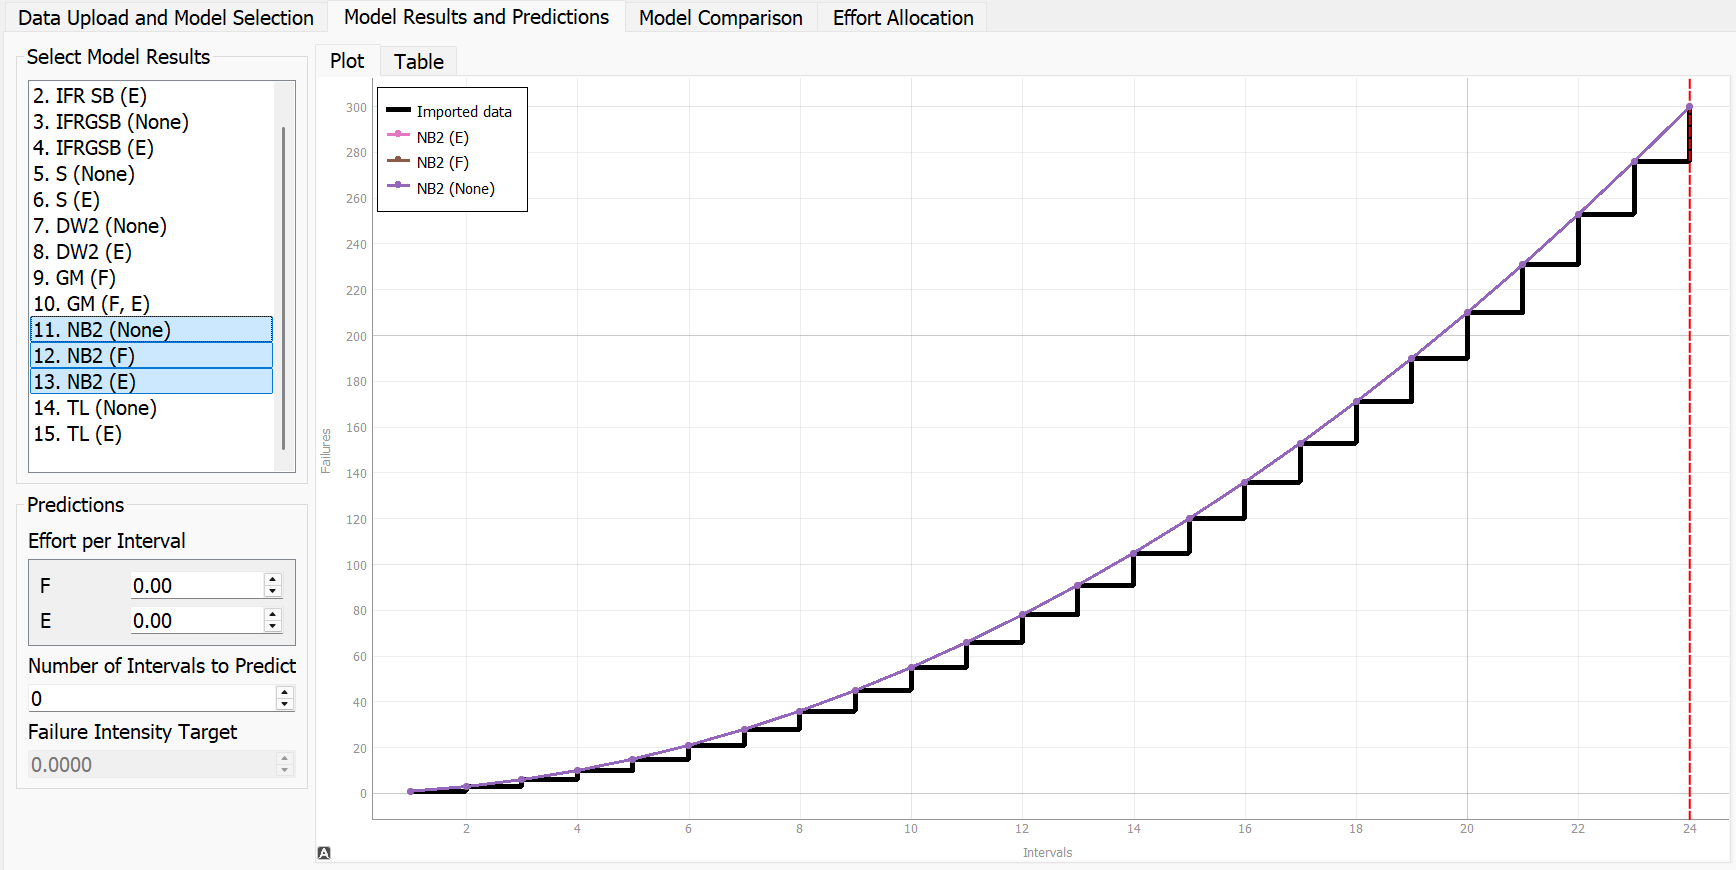 Data Upload and Model Selection
Model Results and Predictions
Model Comparison
Effort Allocation
Select Model Results
2. IFR SB (E)
3. IFRGSB (None)
4. IFRGSB (E)
5. S (None)
6. S (E)
7. DW2 (None)
8. DW2 (E)
9. GM (F)
10. GM (F, E)
11. NB2 (None)
12. NB2 (F)
13. NB2 (E)
14. TL (None)
15. TL (E)
Predictions
Effort per Interval
F 0.00
E 0.00
Number of Intervals to Predict
0
Failure Intensity Target
0.0000
Plot
Table
Imported data
NB2 (E)
NB2 (F)
NB2 (None)
300
280
260
240
220
200
180
160
140
120
100
80
60
40
20
0
Failures
2 4 6 8 10 12 14 16 18 20 22 24
Intervals
A